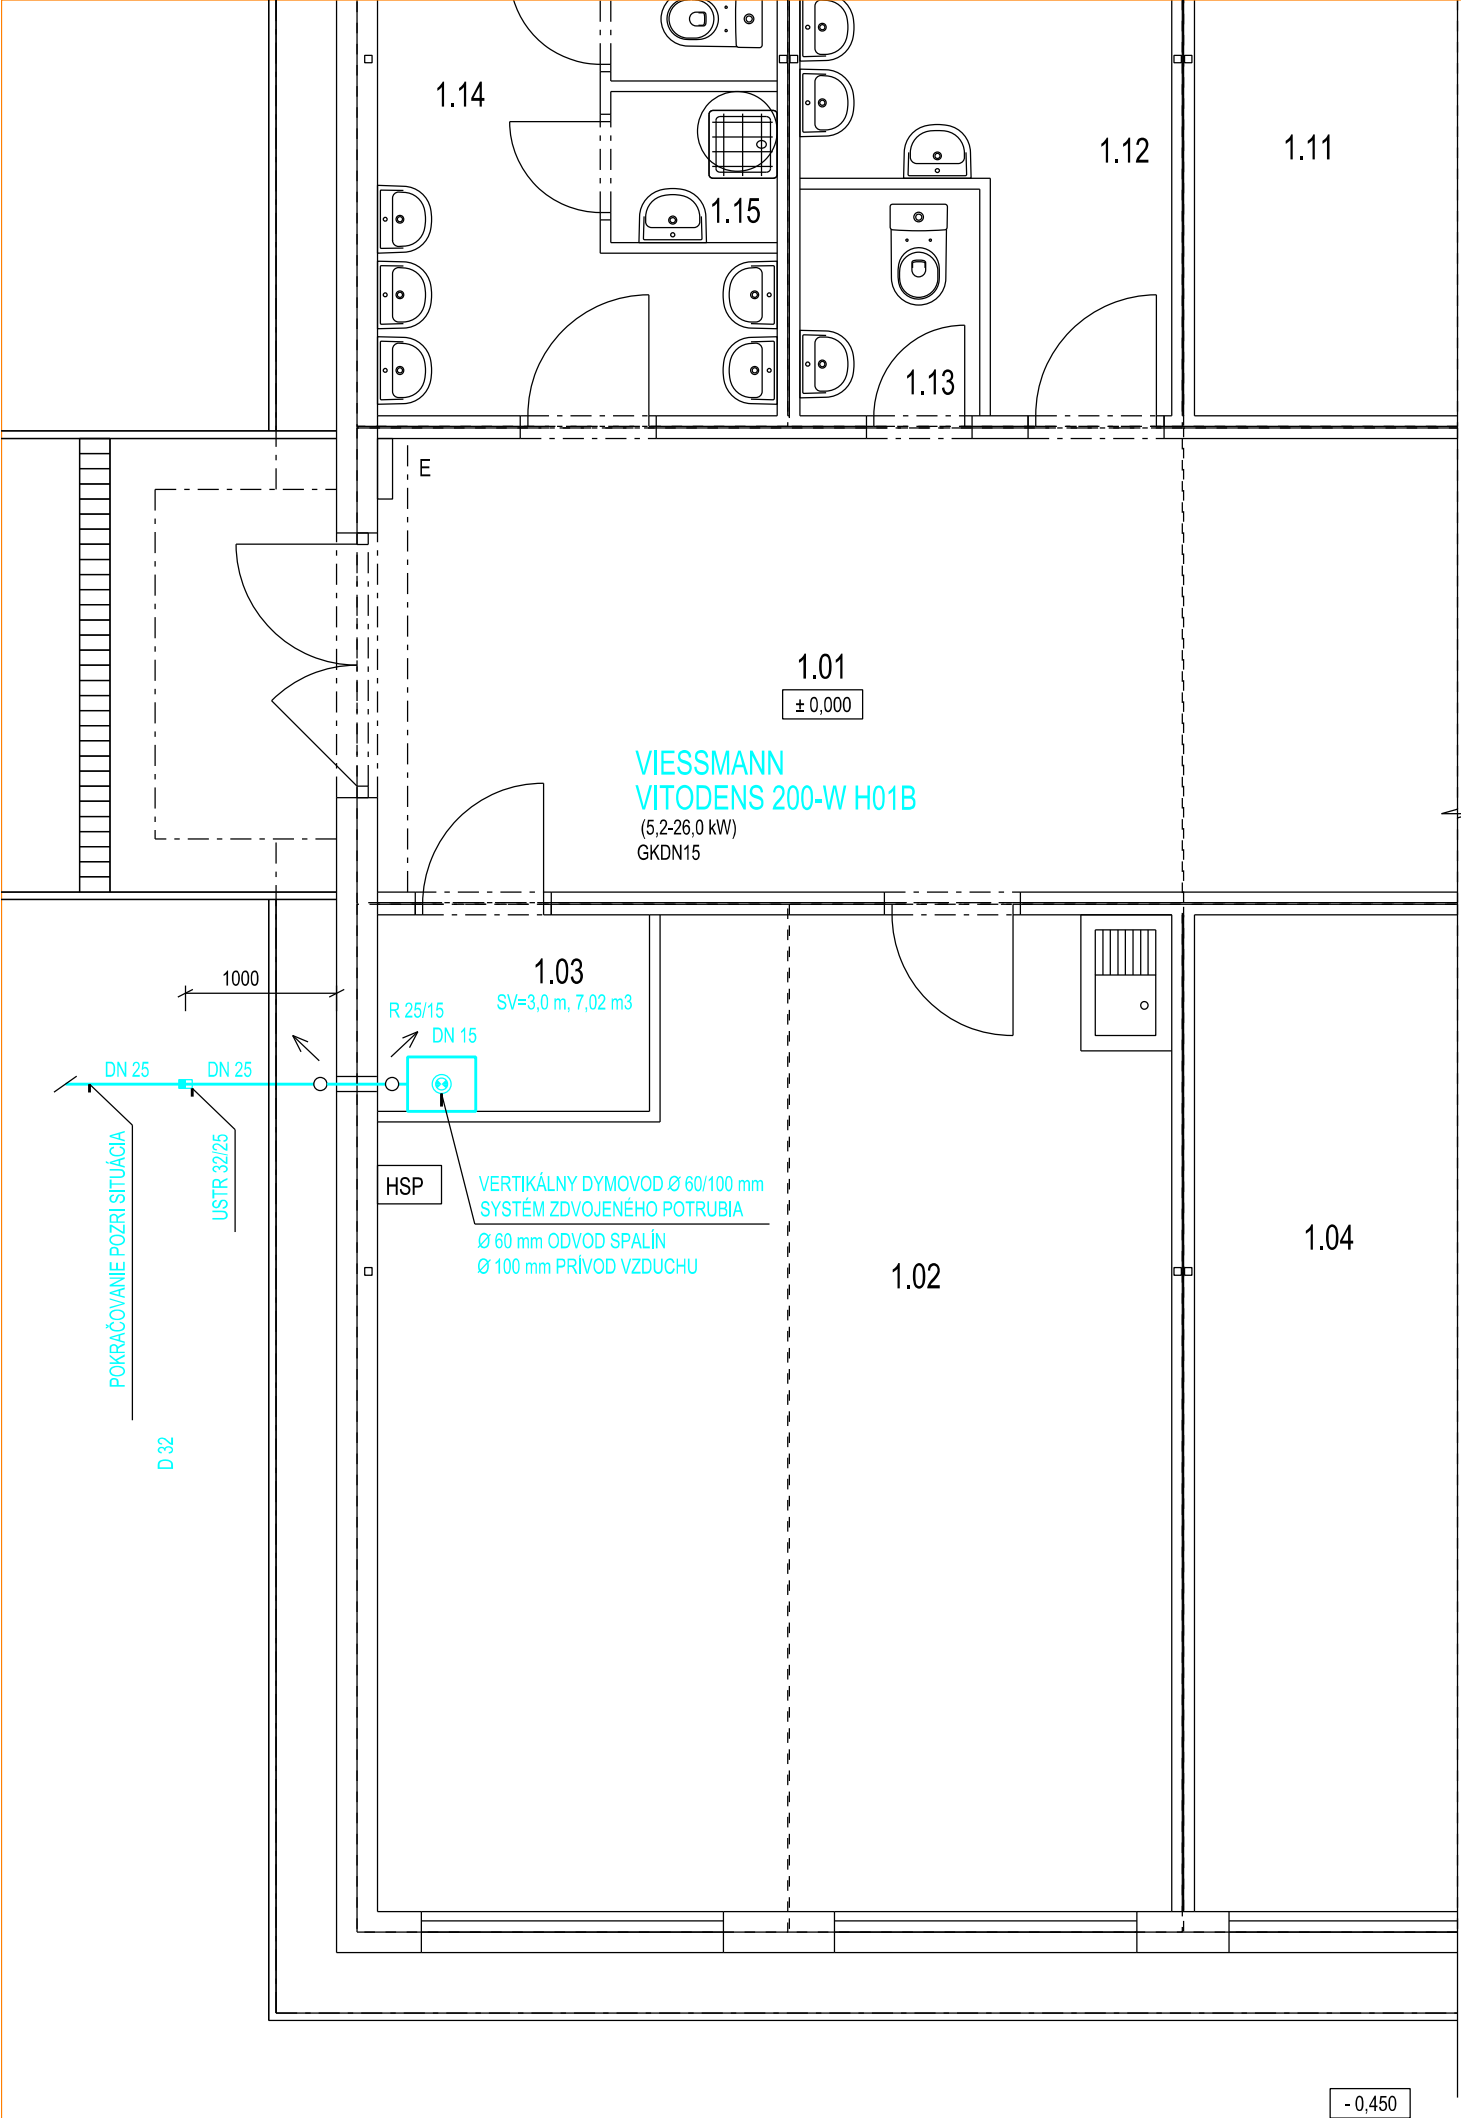 1.14
1.12
1.11
1.15
1.13
E
1.01
± 0,000
VIESSMANN
VITODENS 200-W H01B
(5,2-26,0 kW)
GKDN15
1000
1.03
SV=3,0 m, 7,02 m3
R 25/15
DN 15
DN 25
DN 25
POKRAČOVANIE POZRI SITUÁCIA
USTR 32/25
D 32
HSP
VERTIKÁLNY DYMOVOD Ø 60/100 mm
SYSTÉM ZDVOJENÉHO POTRUBIA
Ø 60 mm ODVOD SPALÍN
Ø 100 mm PRÍVOD VZDUCHU
1.02
1.04
- 0,450